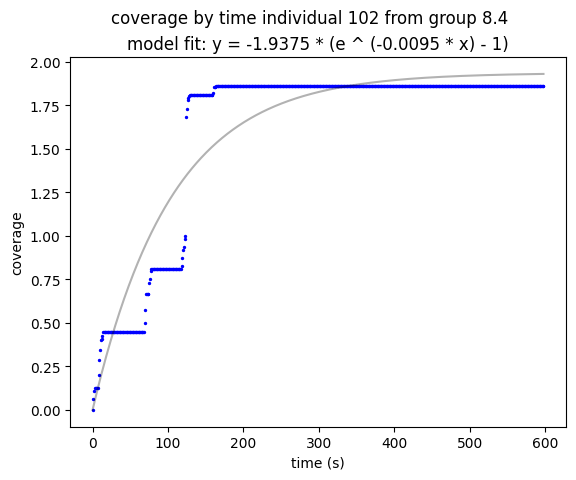 coverage by time individual 102 from group 8.4
model fit: y = -1.9375 * (e ^ (-0.0095 * x) - 1)
2.00
1.75
1.50
1.25
1.00
0.75
0.50
0.25
0.00
coverage
0 100 200 300 400 500 600
time (s)